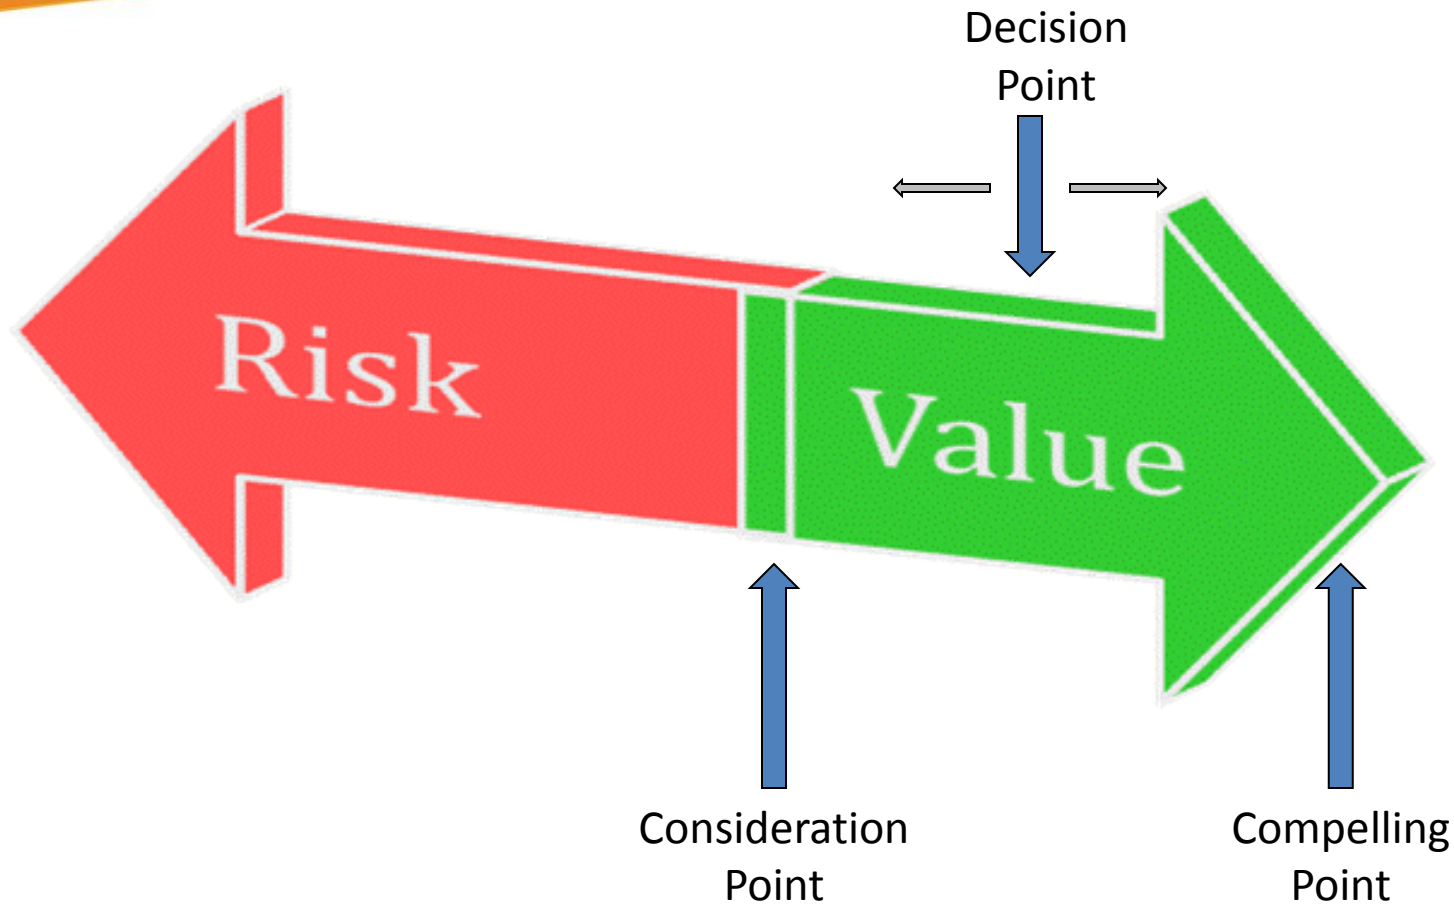 Decision
Point
Risk
Value
Consideration
Point
Compelling
Point